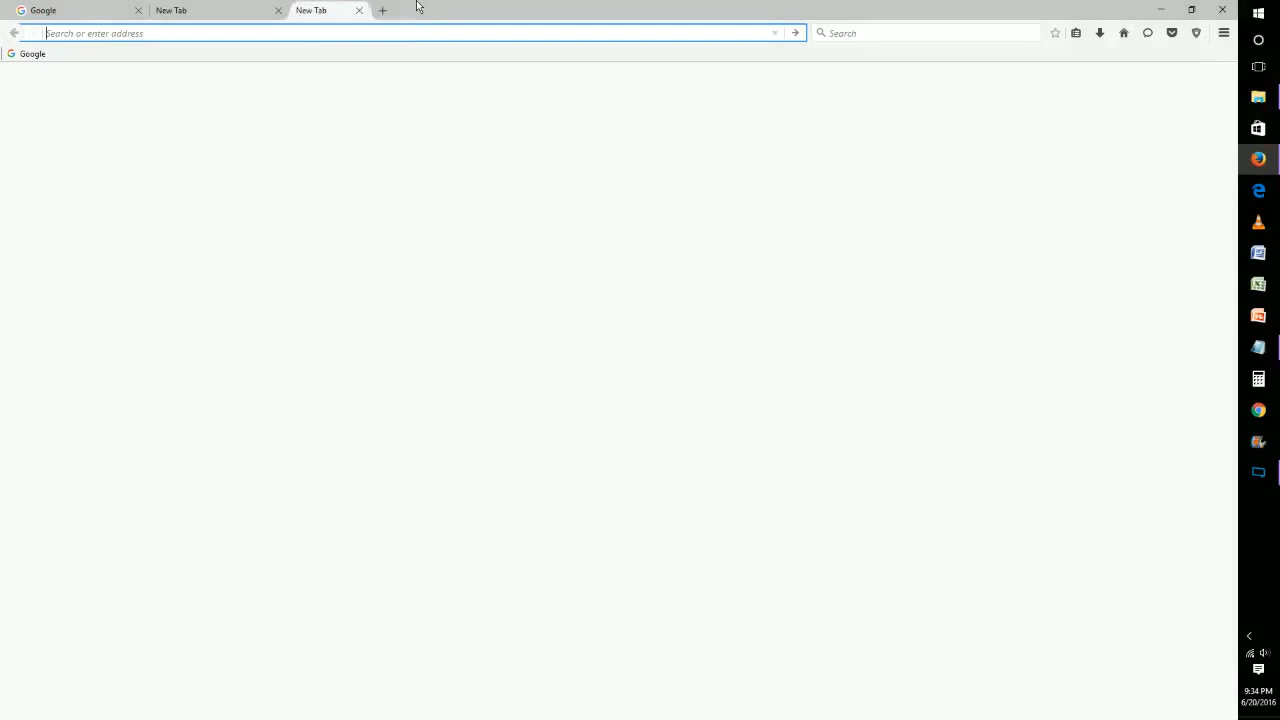 Google
New Tab
New Tab
Search or enter address
Search
Google
9:34 PM
6/20/2016